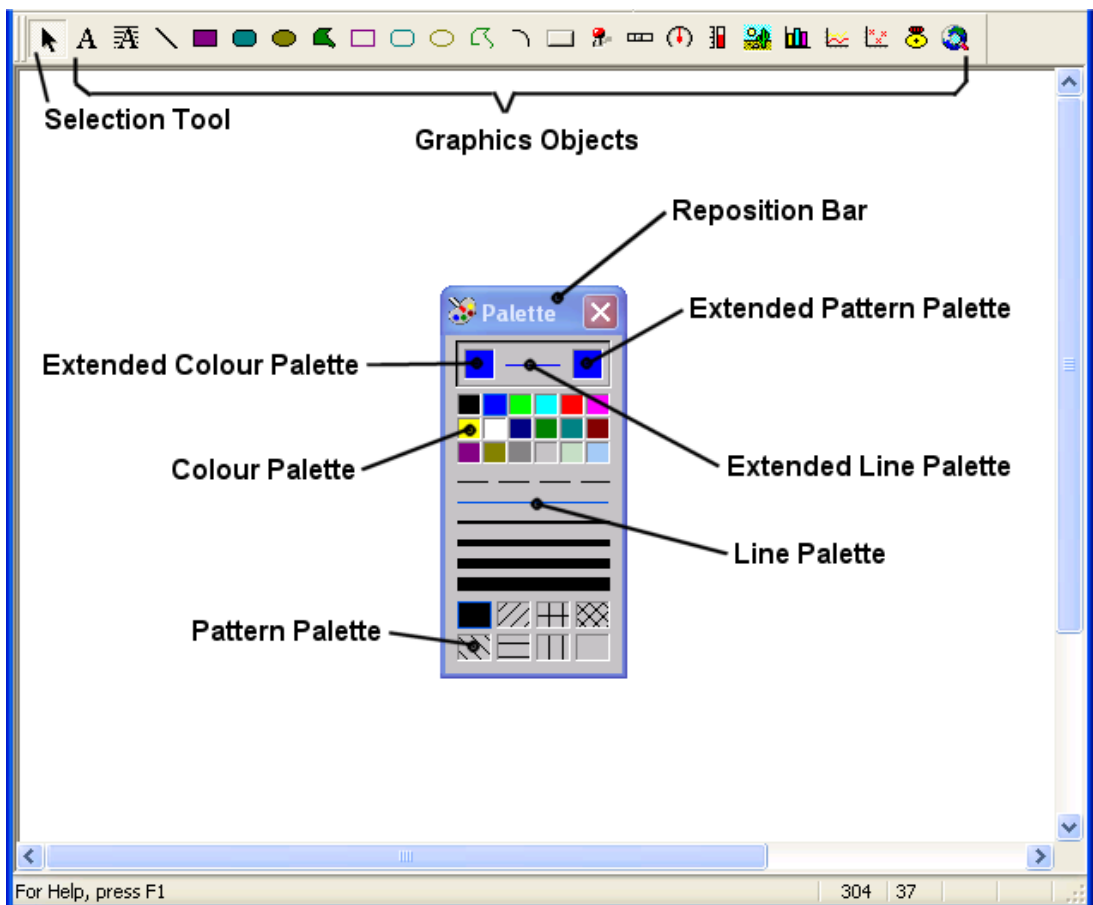 A A
Selection Tool
Graphics Objects
Reposition Bar
Palette
Extended Pattern Palette
Extended Colour Palette
Colour Palette
Extended Line Palette
Line Palette
Pattern Palette
For Help, press F1 304 37